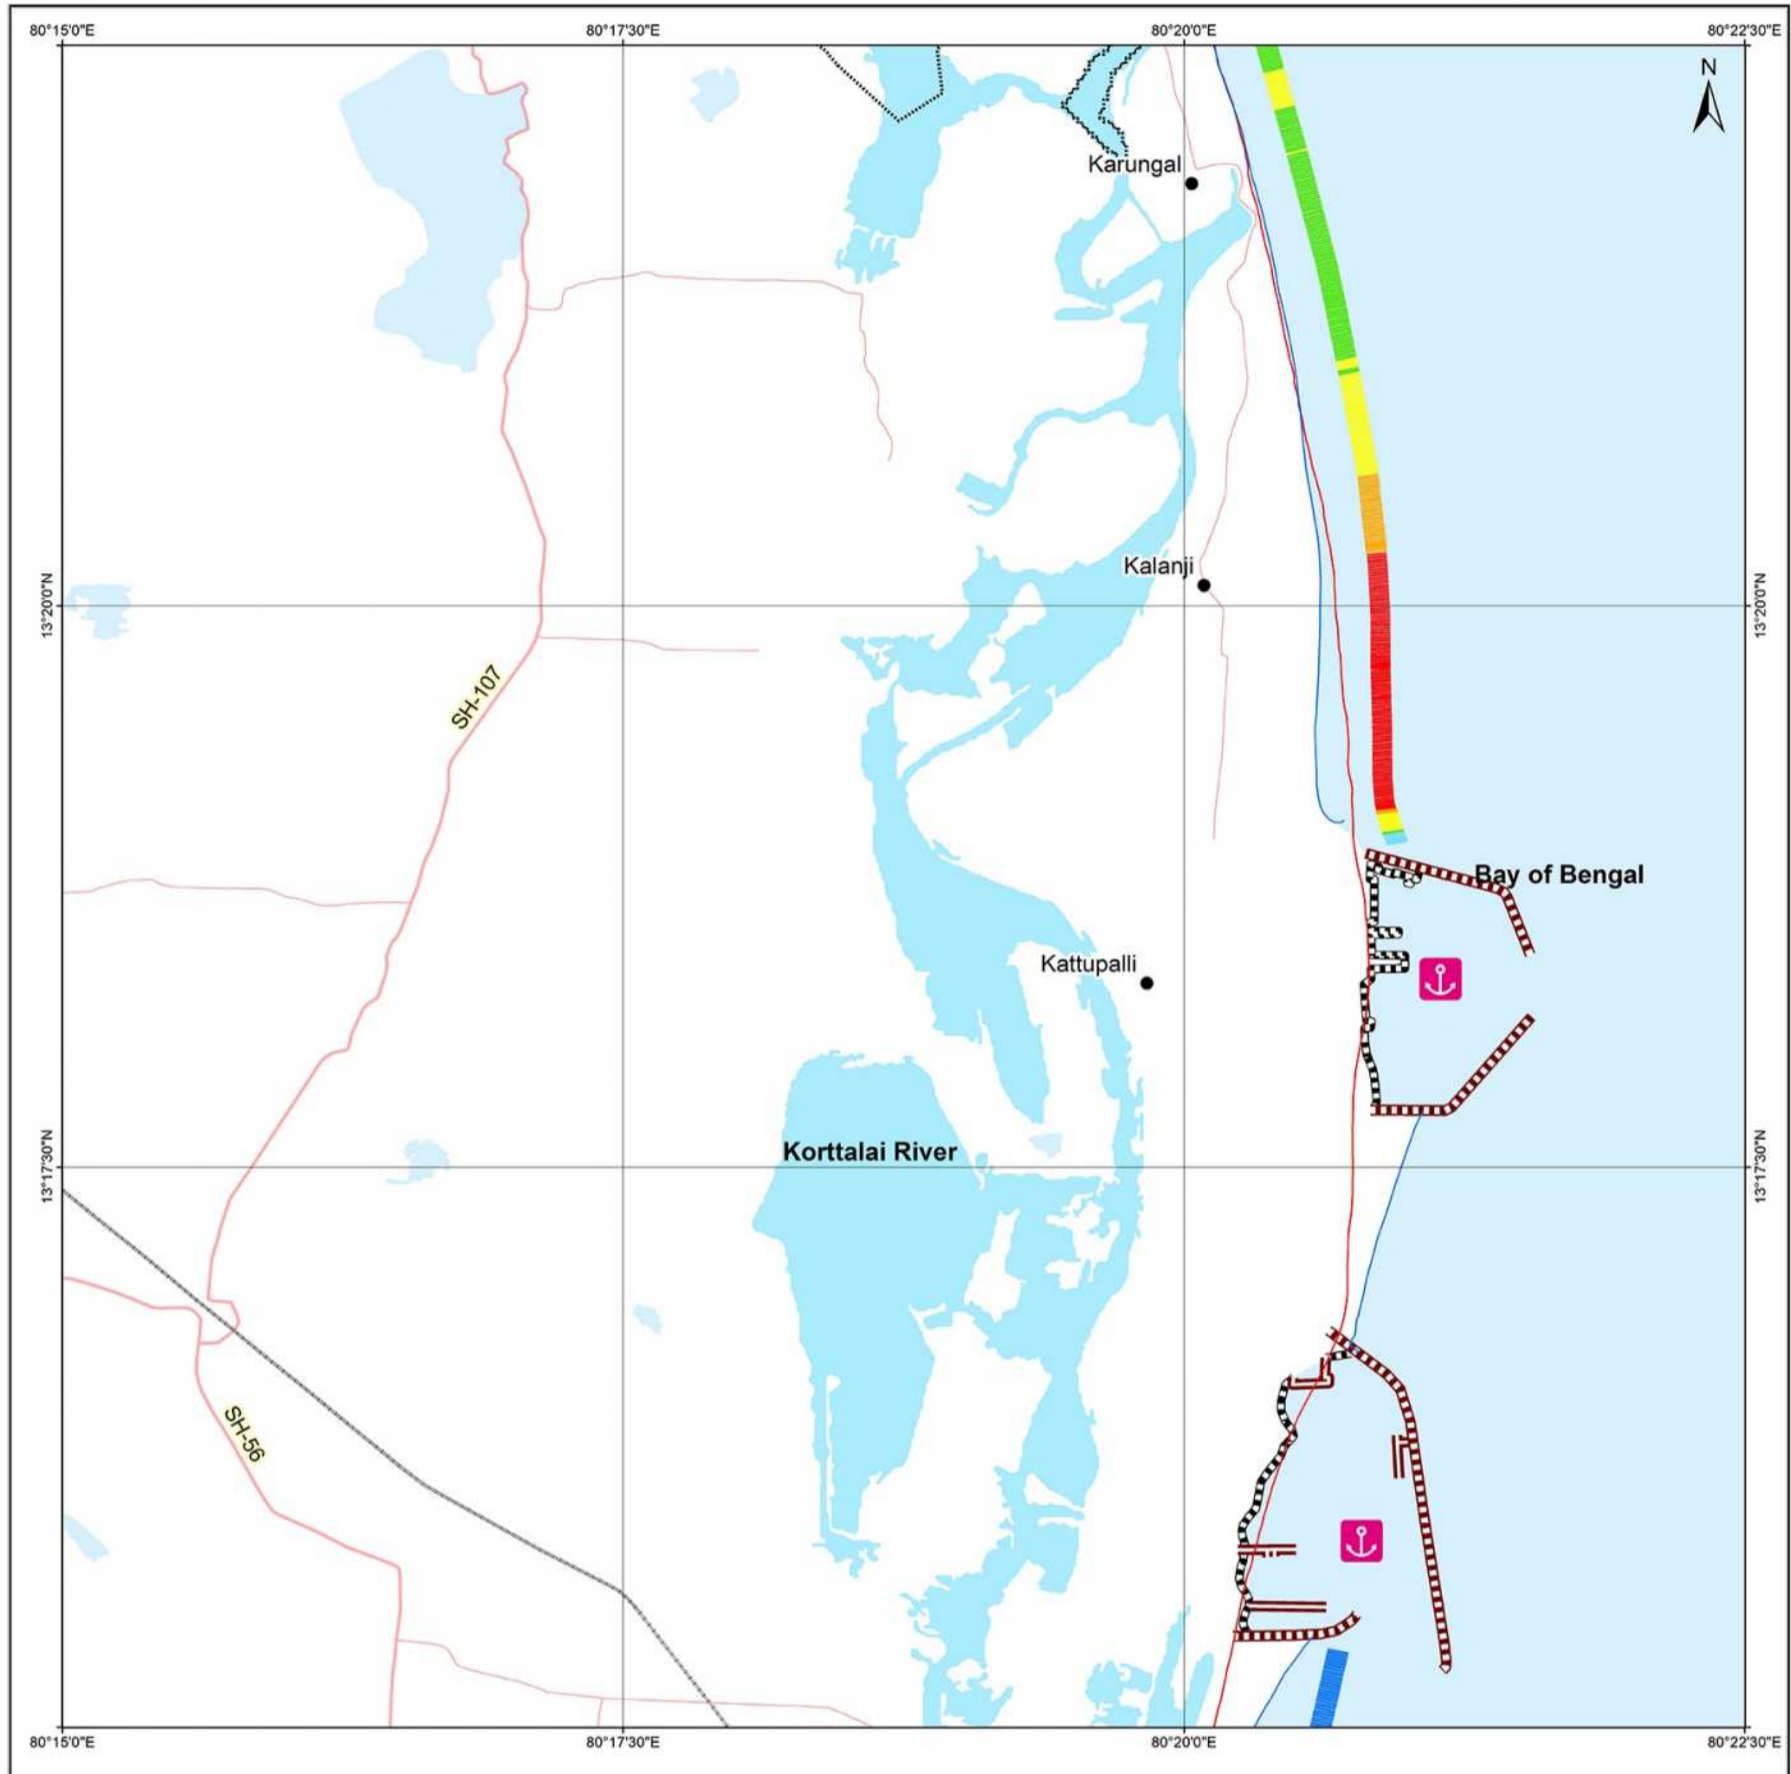 80°15'0"E
80°17'30"E
80°20'0"E
80°22'30"E
N
Karungal
Kalanji
13°20'0"N
13°20'0"N
SH-107
Bay of Bengal
Kattupalli
Korttalai River
13°17'30"N
13°17'30"N
SH-56
80°15'0"E
80°17'30"E
80°20'0"E
80°22'30"E